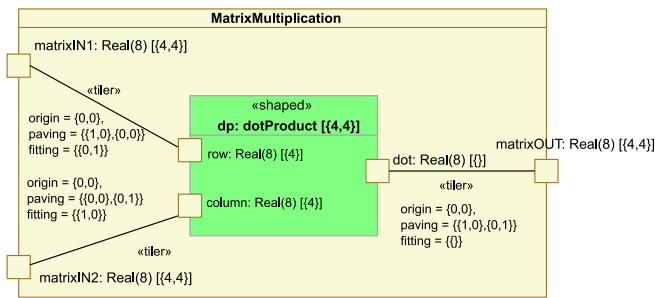 MatrixMultiplication
matrixIN1: Real(8) [{4,4}]
«tiler»
origin = {0,0},
paving = {{1,0},{0,0}}
fitting = {{0,1}}
origin = {0,0},
paving = {{0,0},{0,1}}
fitting = {{1,0}}
«tiler»
matrixIN2: Real(8) [{4,4}]
«shaped»
dp: dotProduct [{4,4}]
row: Real(8) [{4}]
column: Real(8) [{4}]
dot: Real(8) [{}]
matrixOUT: Real(8) [{4,4}]
«tiler»
origin = {0,0},
paving = {{1,0},{0,1}}
fitting = {{}}